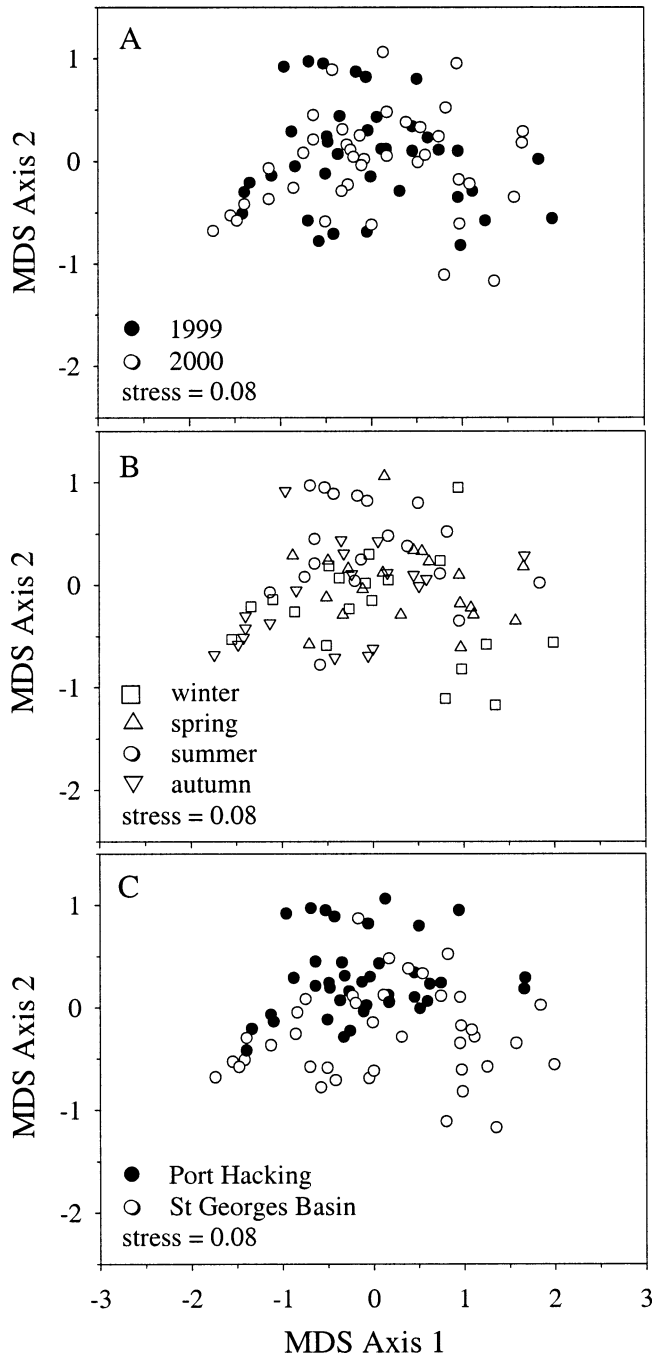 A
1
0
-1
-2
MDS Axis 2
1999
2000
stress = 0.08
B
1
0
-1
-2
MDS Axis 2
winter
spring
summer
autumn
stress = 0.08
C
1
0
-1
-2
MDS Axis 2
Port Hacking
St Georges Basin
stress = 0.08
-3 -2 -1 0 1 2 3
MDS Axis 1